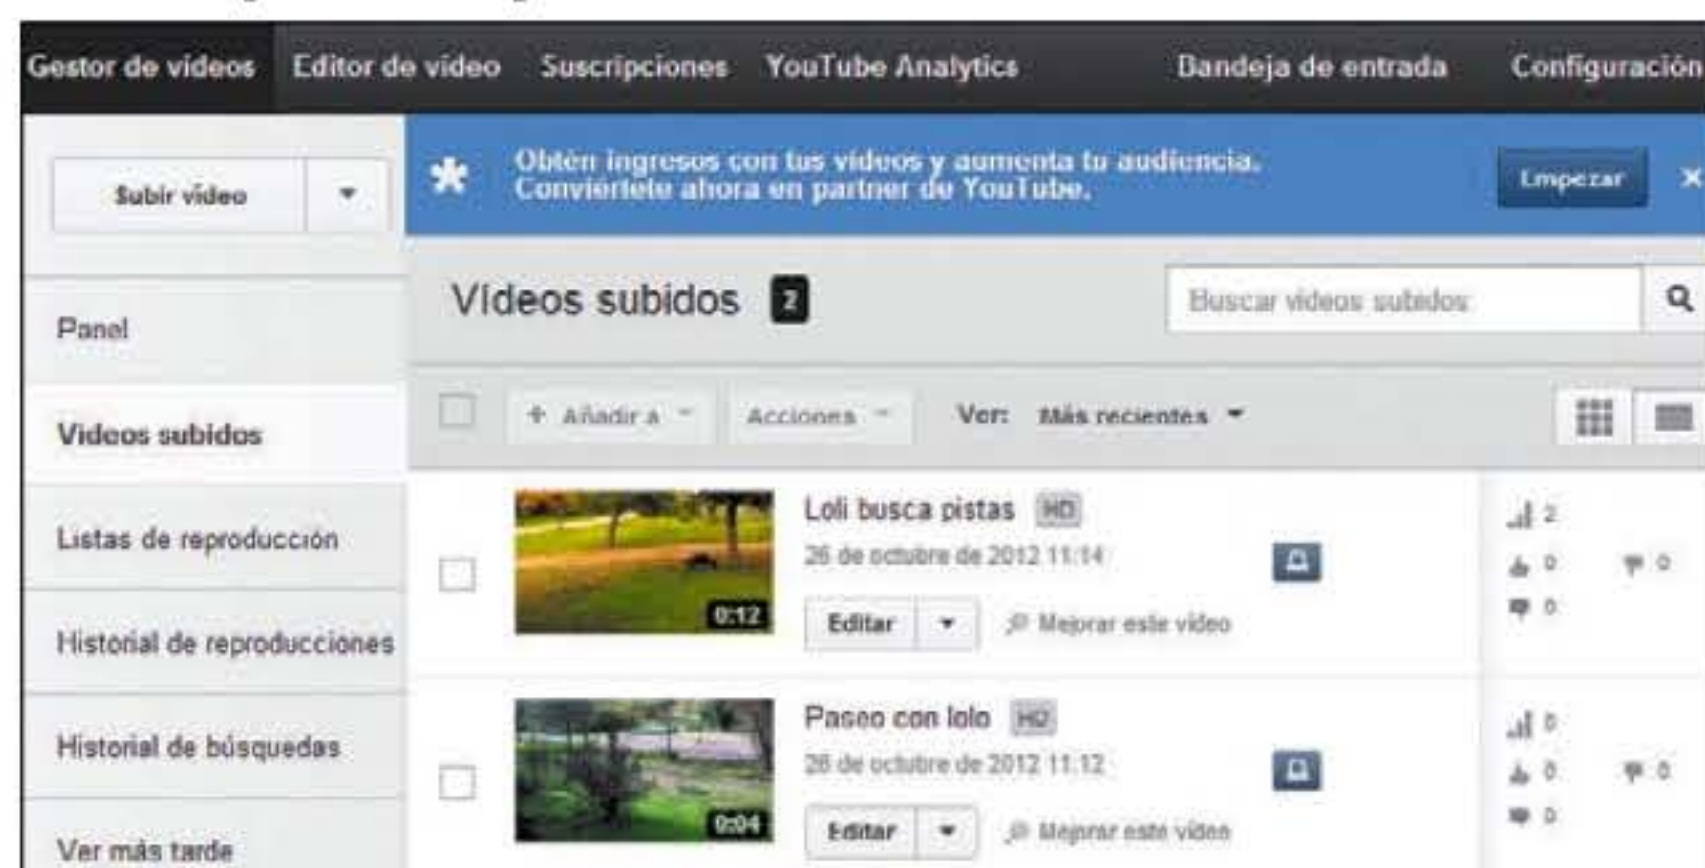 Gestor de vídeos Editor de vídeo Suscripciones YouTube Analytics Bandeja de entrada Configuración
Subir vídeo
Obtén ingresos con tus vídeos y aumenta tu audiencia.
Conviértete ahora en partner de YouTube.
Empezar
Vídeos subidos 2
Buscar vídeos subidos
Panel
Vídeos subidos
Listas de reproducción
Historial de reproducciones
Historial de búsquedas
Ver más tarde
+ Añadir a Acciones Ver: Más recientes
Loli busca pistas HD
26 de octubre de 2012 11:14
0:12
Editar Mejorar este vídeo
2
0 0
0
Paseo con lolo HD
26 de octubre de 2012 11:12
0:04
Editar Mejorar este vídeo
0
0 0
0